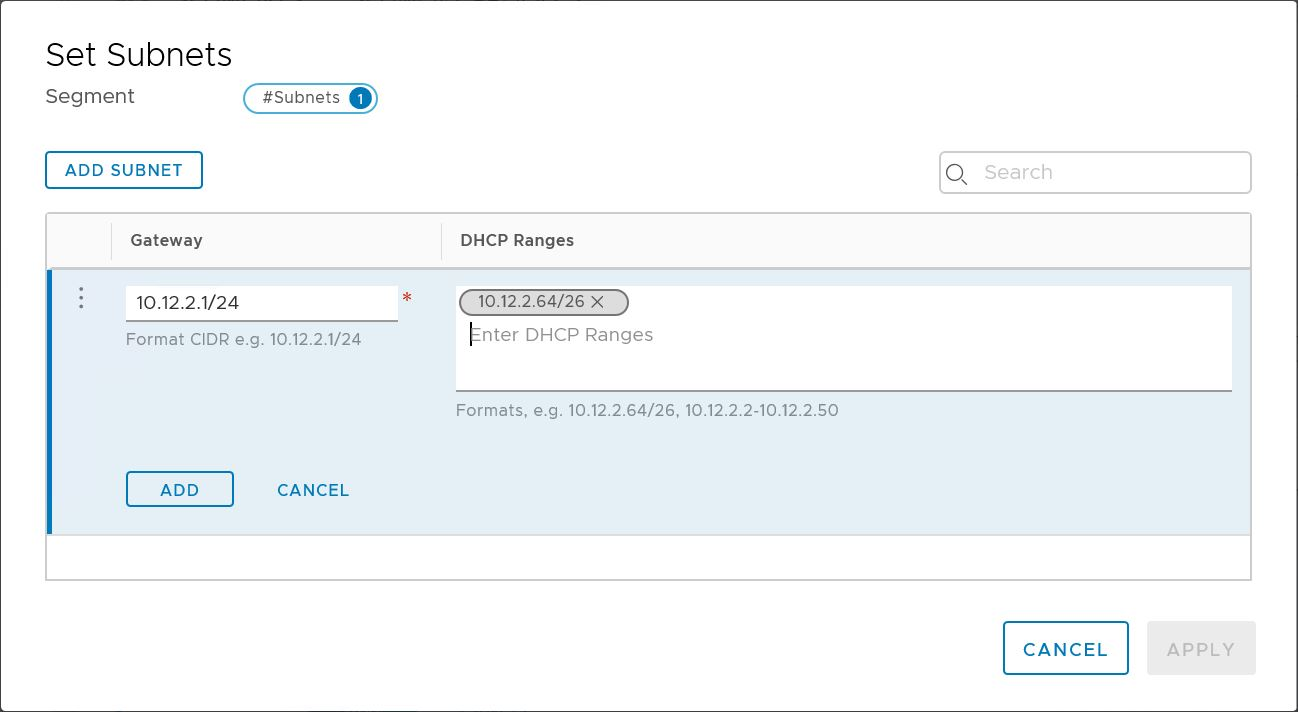 Set Subnets
Segment #Subnets 1
ADD SUBNET Search
Gateway DHCP Ranges
10.12.2.1/24 * 10.12.2.64/26 ×
Enter DHCP Ranges
Format CIDR e.g. 10.12.2.1/24
Formats, e.g. 10.12.2.64/26, 10.12.2.2-10.12.2.50
ADD CANCEL
CANCEL APPLY